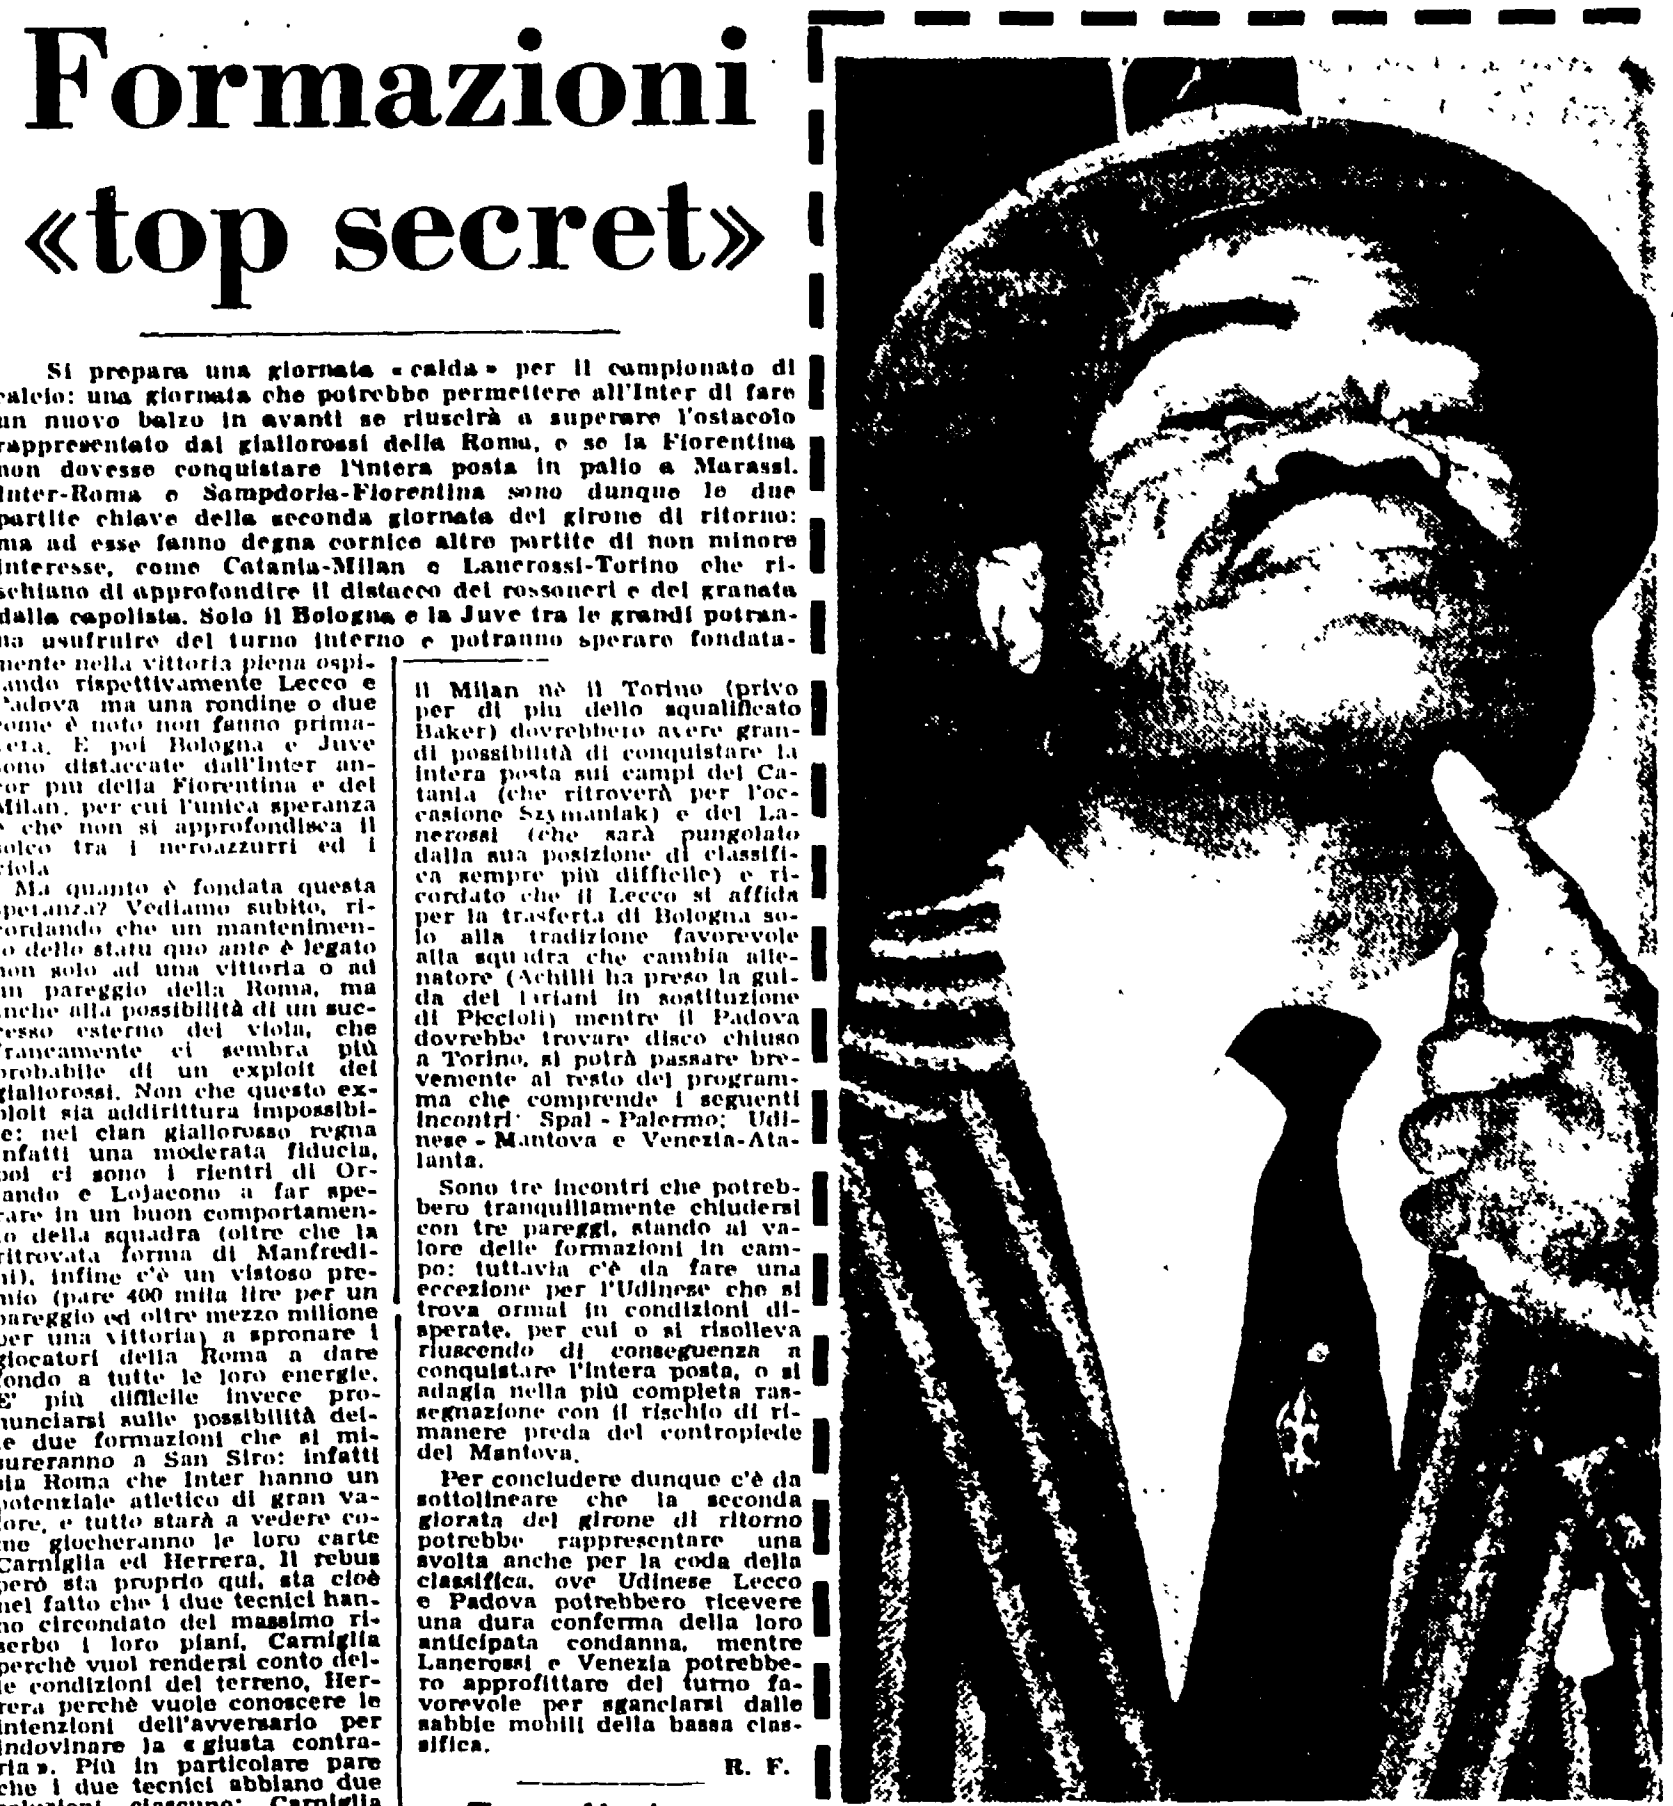 Formazioni
«top secret»
Si prepara una giornata «calda» per il campionato di
calcio: una giornata che potrebbe permettere all'Inter di fare
un nuovo balzo in avanti se riuscirà a superare l'ostacolo
rappresentato dai giallorossi della Roma, e se la Fiorentina
non dovesse conquistare l'intera posta in palio a Marassi.
Inter-Roma e Sampdoria-Fiorentina sono dunque le due
partite chiave della seconda giornata del girone di ritorno:
ma ad esse fanno degna cornice altre partite di non minore
interesse, come Catania-Milan e Lanerossi-Torino che ri-
schiano di approfondire il distacco dei rossoneri e dei granata
dalla capolista. Solo il Bologna e la Juve tra le grandi potran-
no usufruire del turno interno e potranno sperare fondata-
mente nella vittoria piena ospi-
tando rispettivamente Lecco e
Padova ma una rondine o due
come è noto non fanno prima-
vera. E poi Bologna e Juve
sono distaccate dall'Inter an-
cor più della Fiorentina e del
Milan, per cui l'unica speranza
è che non si approfondisca il
solco tra i neroazzurri ed i
viola
Ma quanto è fondata questa
speranza? Vediamo subito, ri-
cordando che un mantenimen-
to dello statu quo ante è legato
non solo ad una vittoria o ad
un pareggio della Roma, ma
anche alla possibilità di un suc-
cesso esterno dei viola, che
francamente ci sembra più
probabile di un exploit dei
giallorossi. Non che questo ex-
ploit sia addirittura impossibi-
le: nel clan giallorosso regna
infatti una moderata fiducia,
poi ci sono i rientri di Or-
lando e Lojacono a far spe-
rare in un buon comportamen-
to della squadra (oltre che la
ritrovata forma di Manfredi-
ni), infine c'è un vistoso pre-
mio (pare 400 mila lire per un
pareggio ed oltre mezzo milione
per una vittoria) a spronare i
giocatori della Roma a dare
fondo a tutte le loro energie.
E' più difficile invece pro-
nunciarsi sulle possibilità del-
le due formazioni che si mi-
sureranno a San Siro: infatti
sia Roma che Inter hanno un
potenziale atletico di gran va-
lore, e tutto starà a vedere co-
me giocheranno le loro carte
Carniglia ed Herrera. Il rebus
però sta proprio qui, sta cioè
nel fatto che i due tecnici han-
no circondato del massimo ri-
serbo i loro piani, Carniglia
perchè vuol rendersi conto del-
le condizioni del terreno, Her-
rera perchè vuole conoscere le
intenzioni dell'avversario per
indovinare la «giusta contra-
ria». Più in particolare pare
che i due tecnici abbiano due
soluzioni ciascuno: Carniglia
il Milan nè il Torino (privo
per di più dello squalificato
Baker) dovrebbero avere gran-
di possibilità di conquistare la
intera posta sui campi del Ca-
tania (che ritroverà per l'oc-
casione Szymaniak) e del La-
nerossi (che sarà pungolato
dalla sua posizione di classifi-
ca sempre più difficile) e ri-
cordato che il Lecco si affida
per la trasferta di Bologna so-
lo alla tradizione favorevole
alla squadra che cambia alle-
natore (Achilli ha preso la gui-
da dei lariani in sostituzione
di Piccioli) mentre il Padova
dovrebbe trovare disco chiuso
a Torino, si potrà passare bre-
vemente al resto del program-
ma che comprende i seguenti
incontri: Spal - Palermo; Udi-
nese - Mantova e Venezia-Ata-
lanta.
Sono tre incontri che potreb-
bero tranquillamente chiudersi
con tre pareggi, stando al va-
lore delle formazioni in cam-
po: tuttavia c'è da fare una
eccezione per l'Udinese che si
trova ormai in condizioni di-
sperate, per cui o si risolleva
riuscendo di conseguenza a
conquistare l'intera posta, o si
adagia nella più completa ras-
segnazione con il rischio di ri-
manere preda del contropiede
del Mantova.
Per concludere dunque c'è da
sottolineare che la seconda
giorata del girone di ritorno
potrebbe rappresentare una
svolta anche per la coda della
classifica, ove Udinese Lecco
e Padova potrebbero ricevere
una dura conferma della loro
anticipata condanna, mentre
Lanerossi e Venezia potrebbe-
ro approfittare del turno fa-
vorevole per sganciarsi dalle
sabbie mobili della bassa clas-
sifica.
R. F.